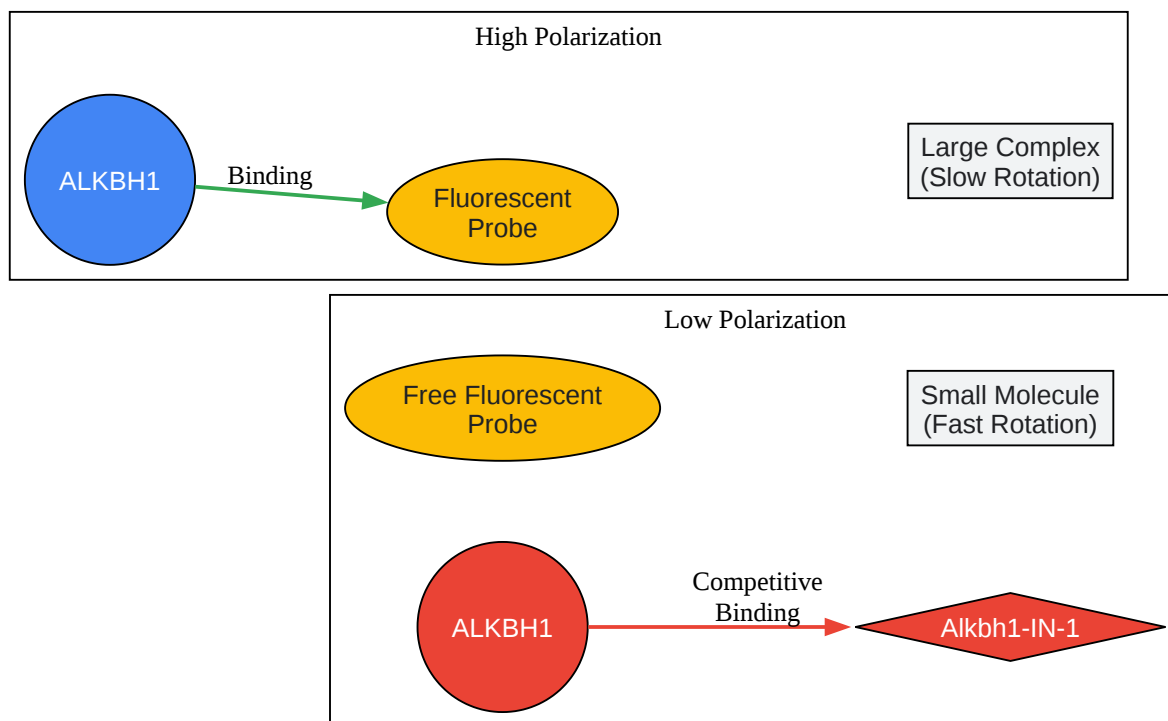 High Polarization
ALKBH1
Binding
Fluorescent
Probe
Large Complex
(Slow Rotation)
Low Polarization
Free Fluorescent
Probe
Small Molecule
(Fast Rotation)
ALKBH1
Competitive
Binding
Alkbh1-IN-1